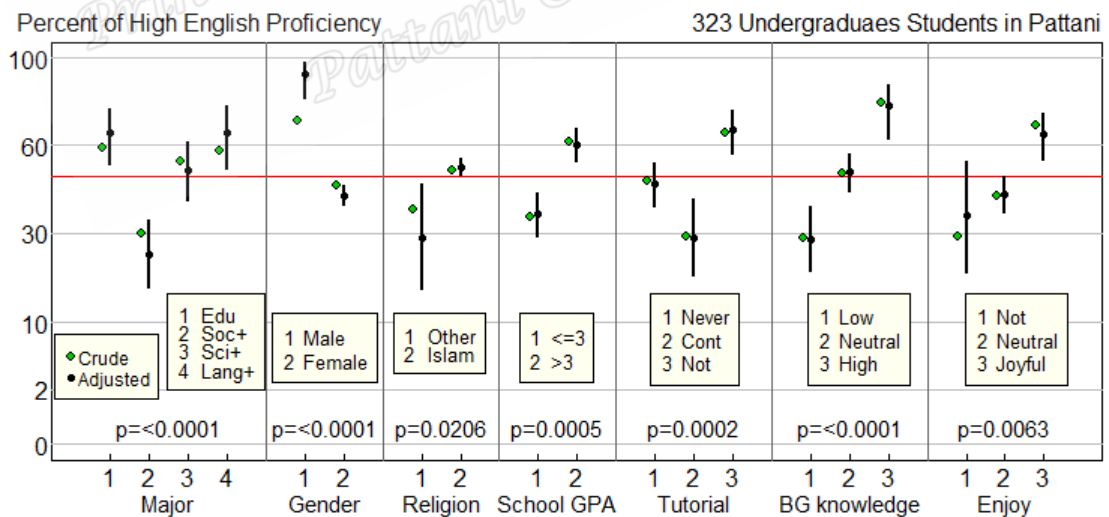 Percent of High English Proficiency
323 Undergraduaes Students in Pattani
100
60
30
10
2
0
Crude
Adjusted
1 Edu
2 Soc+
3 Sci+
4 Lang+
1 Male
2 Female
1 Other
2 Islam
1 <=3
2 >3
1 Never
2 Cont
3 Not
1 Low
2 Neutral
3 High
1 Not
2 Neutral
3 Joyful
p=<0.0001 p=<0.0001 p=0.0206 p=0.0005 p=0.0002 p=<0.0001 p=0.0063
1 2 3 4 1 2 1 2 1 2 1 2 3 1 2 3 1 2 3
Major Gender Religion School GPA Tutorial BG knowledge Enjoy
Pattani